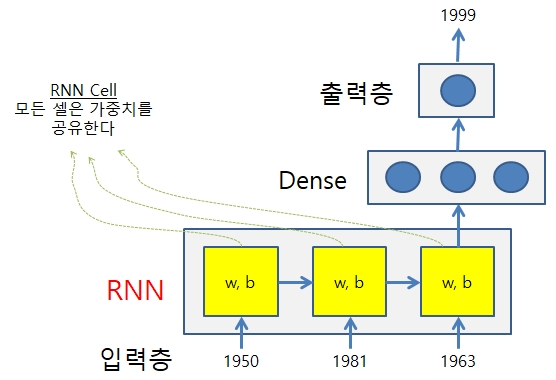 1999
출력층
RNN Cell
모든 셀은 가중치를
공유한다
Dense
RNN
w, b
w, b
w, b
입력층
1950
1981
1963